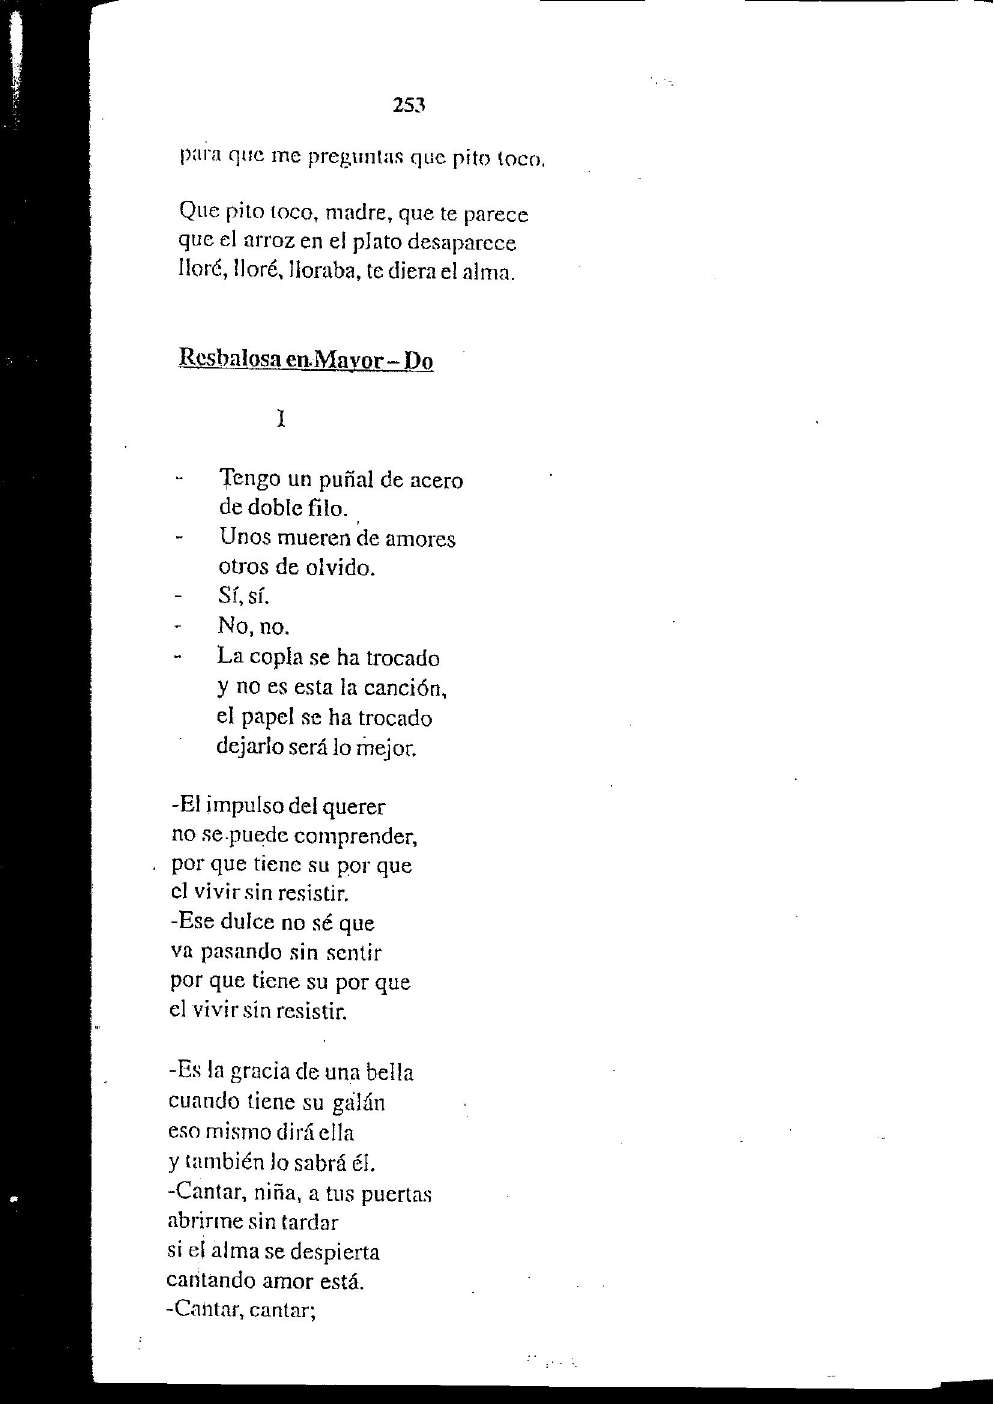 253
para que me preguntas que pito toco.
Que pito toco, madre, que te parece
que el arroz en el plato desaparece
lloré, lloré, lloraba, te diera el alma.
Resbalosa en Mayor – Do
I
- Tengo un puñal de acero
de doble filo.
- Unos mueren de amores
otros de olvido.
- Sí, sí.
- No, no.
- La copla se ha trocado
y no es esta la canción,
el papel se ha trocado
dejarlo será lo mejor.
-El impulso del querer
no se puede comprender,
por que tiene su por que
el vivir sin resistir.
-Ese dulce no sé que
va pasando sin sentir
por que tiene su por que
el vivir sin resistir.
-Es la gracia de una bella
cuando tiene su galán
eso mismo dirá ella
y también lo sabrá él.
-Cantar, niña, a tus puertas
abrirme sin tardar
si el alma se despierta
cantando amor está.
-Cantar, cantar;